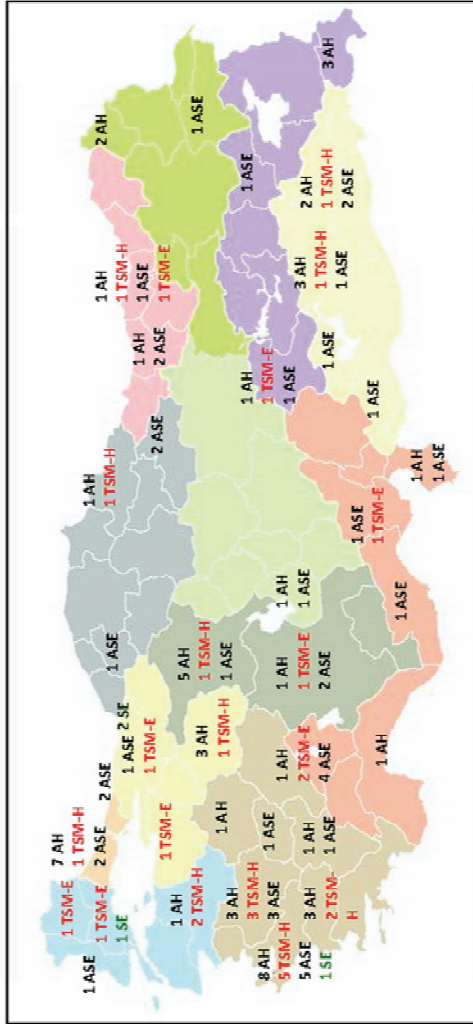 1 ASE
1 TSM-E
1 TSM-E
1 SE
7 AH
1 TSM-H
2 ASE
2 ASE
2 SE
1 ASE
1 TSM-E
1 TSM-E
1 ASE
1 AH
1 TSM-H
2 ASE
1 AH
2 ASE
1 AH
1 TSM-H
1 ASE
1 TSM-E
2 AH
1 ASE
1 AH
2 TSM-H
3 AH
1 TSM-H
5 AH
1 TSM-H
1 ASE
1 AH
3 AH
3 TSM-H
3 ASE
8 AH
5 TSM-H
5 ASE
1 SE
1 ASE
3 AH
2 TSM-
H
1 AH
1 ASE
1 AH
2 TSM-E
4 ASE
1 AH
1 TSM-E
2 ASE
1 AH
1 ASE
1 AH
1 TSM-E
1 ASE
1 ASE
3 AH
1 TSM-H
1 ASE
2 AH
1 TSM-H
2 ASE
3 AH
1 ASE
1 ASE
1 ASE
1 TSM-E
1 AH
1 ASE
1 ASE
1 AH